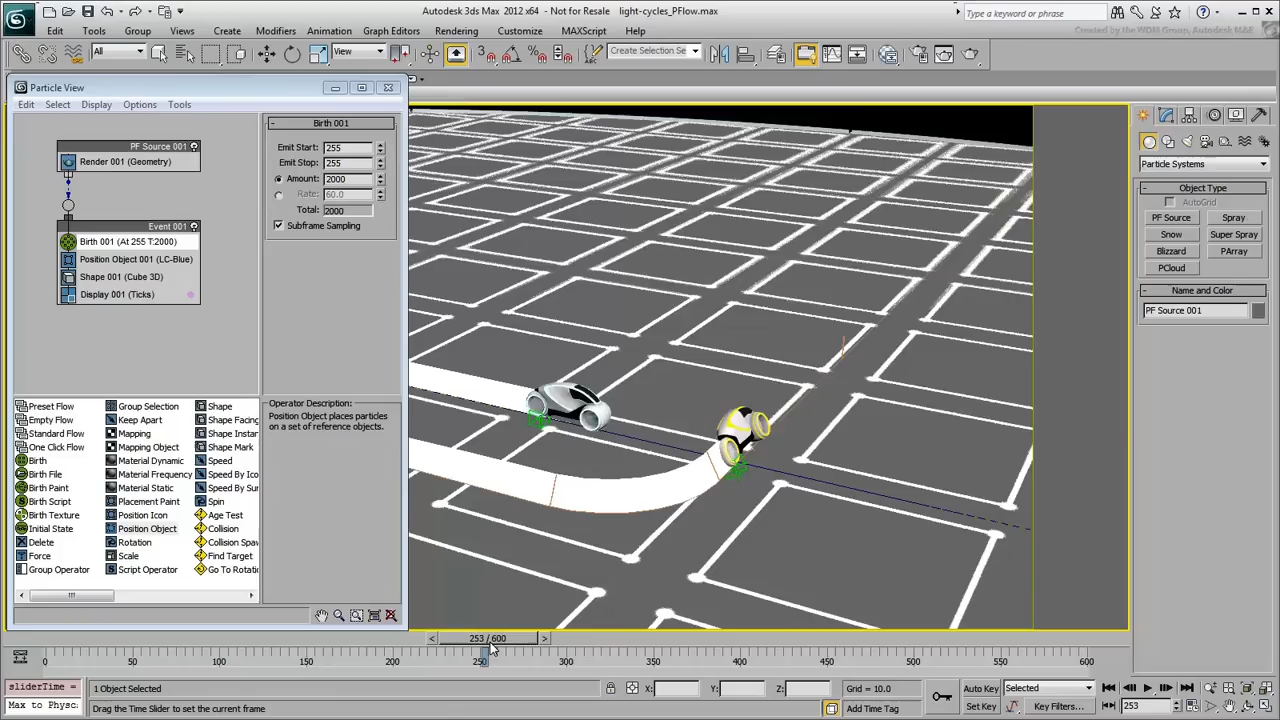 Autodesk 3ds Max 2012 x64 - Not for Resale light-cycles_PFlow.max
Type a keyword or phrase
Edit Tools Group Views Create Modifiers Animation Graph Editors Rendering Customize MAXScript Help
Created by the WDM Group, Autodesk M&E
All View Create Selection Se
Particle View
Edit Select Display Options Tools
PF Source 001
Render 001 (Geometry)
Event 001
Birth 001 (At 255 T:2000)
Position Object 001 (LC-Blue)
Shape 001 (Cube 3D)
Display 001 (Ticks)
Birth 001
Emit Start: 255
Emit Stop: 255
Amount: 2000
Rate: 60.0
Total: 2000
Subframe Sampling
Preset Flow Group Selection Shape
Empty Flow Keep Apart Shape Facing
Standard Flow Mapping Shape Instar
One Click Flow Mapping Object Shape Mark
Birth Material Dynamic Speed
Birth File Material Frequency Speed By Ico
Birth Paint Material Static Speed By Su
Birth Script Placement Paint Spin
Birth Texture Position Icon Age Test
Initial State Position Object Collision
Delete Rotation Collision Spa
Force Scale Find Target
Group Operator Script Operator Go To Rotati
Operator Description:
Position Object places particles
on a set of reference objects.
Particle Systems
Object Type
AutoGrid
PF Source Spray
Snow Super Spray
Blizzard PArray
PCloud
Name and Color
PF Source 001
253 / 600
0 50 100 150 200 250 300 350 400 450 500 550 600
sliderTime = 1 Object Selected X: Y: Z: Grid = 10.0 Auto Key Selected
Max to Physc Drag the Time Slider to set the current frame Add Time Tag Set Key Key Filters... 253